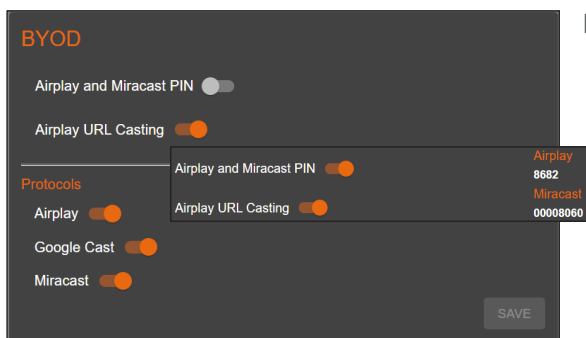 BYOD
Airplay and Miracast PIN
Airplay URL Casting
Airplay and Miracast PIN
Airplay
8682
Airplay URL Casting
Miracast
00008060
Protocols
Airplay
Google Cast
Miracast
SAVE